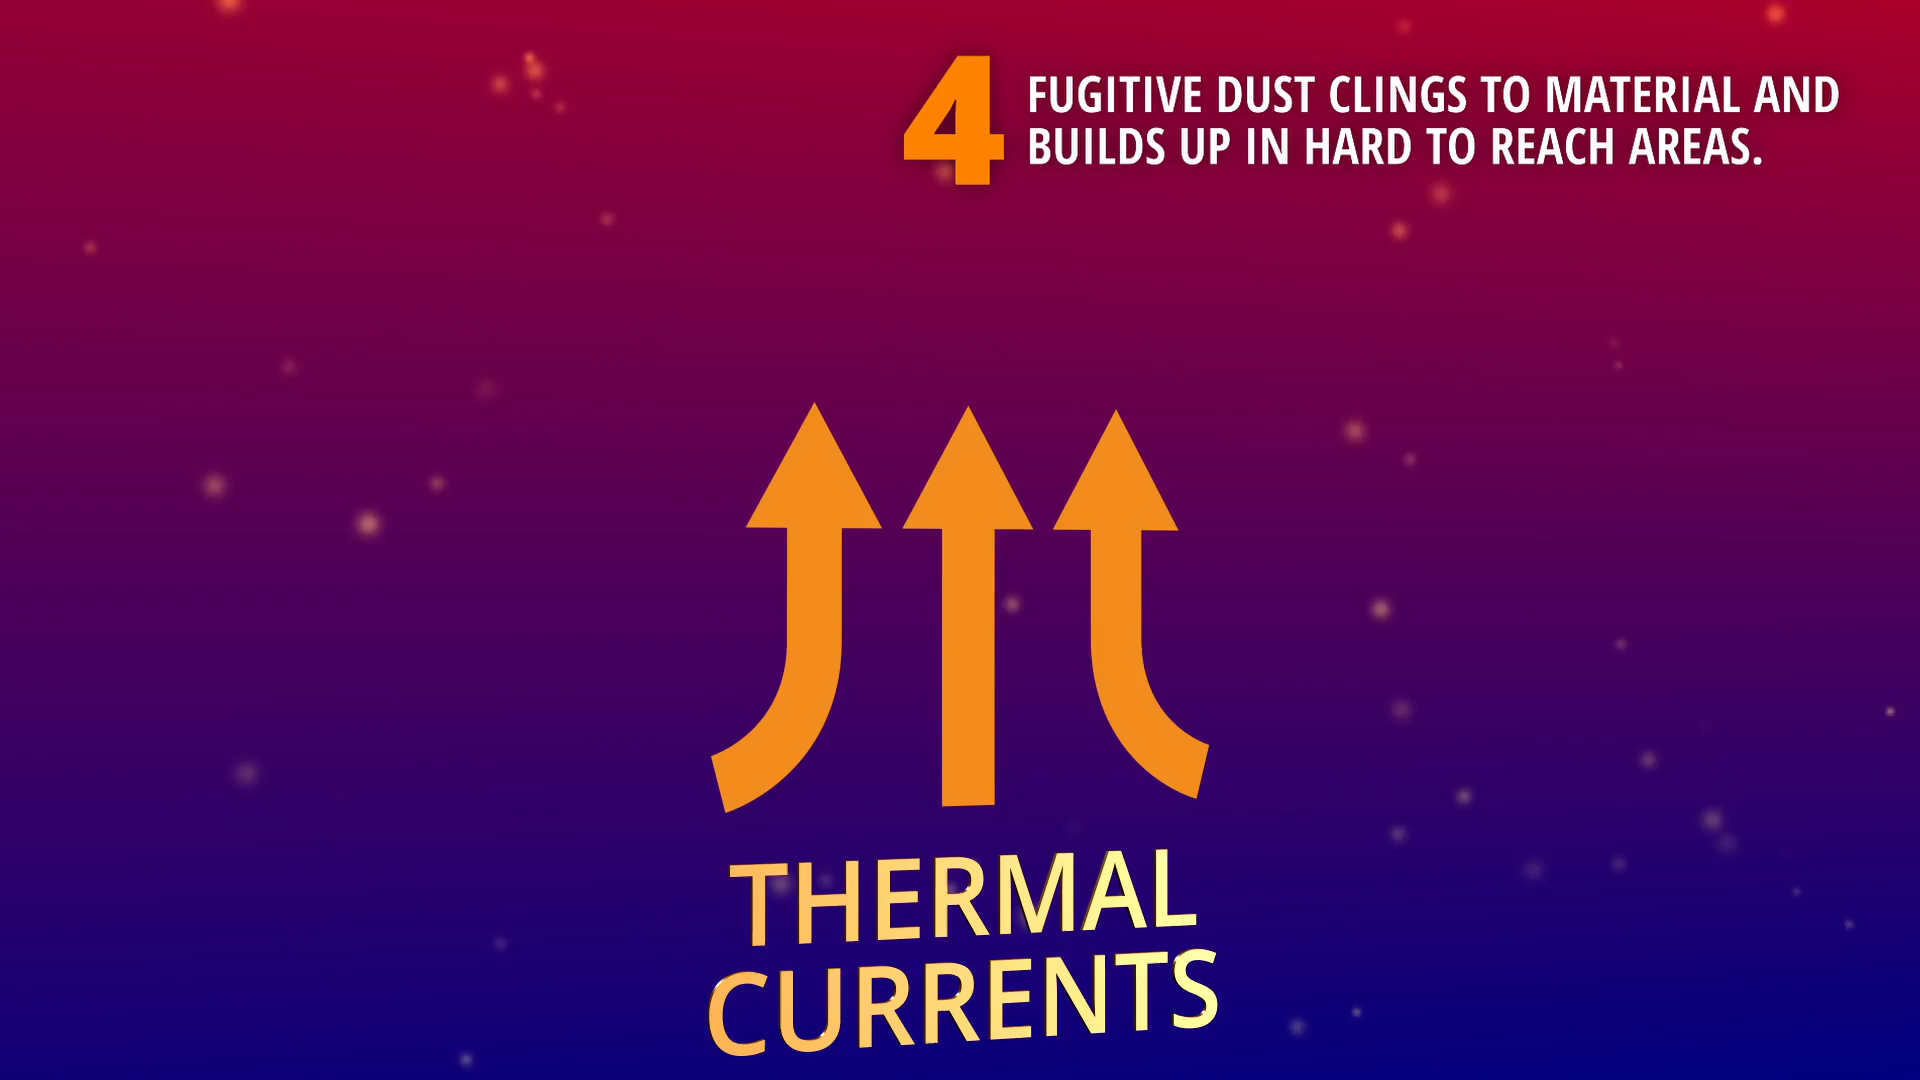 4
FUGITIVE DUST CLINGS TO MATERIAL AND
BUILDS UP IN HARD TO REACH AREAS.
THERMAL
CURRENTS